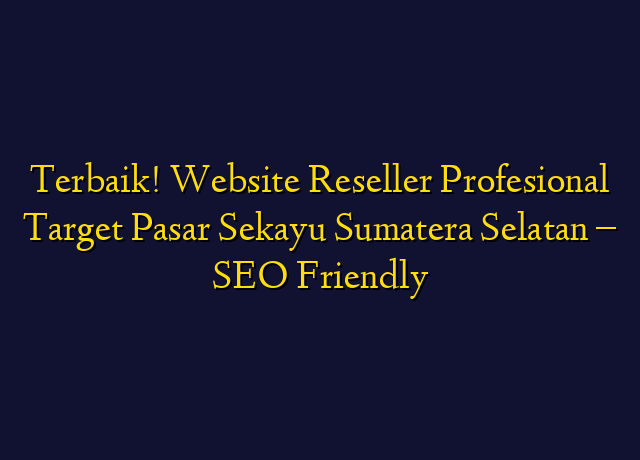 Terbaik! Website Reseller Profesional
Target Pasar Sekayu Sumatera Selatan –
SEO Friendly